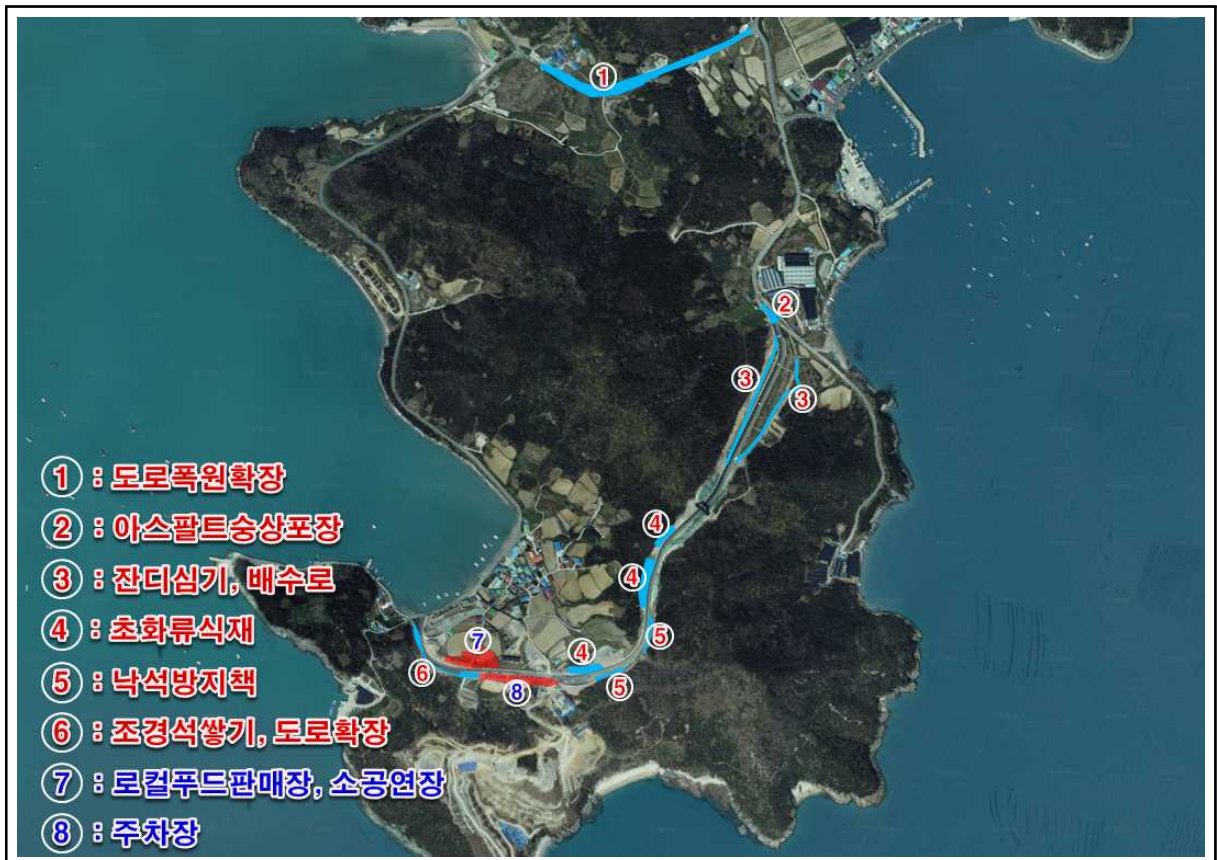 ①
②
③
③
④
④
⑤
④
⑤
⑦
⑥
⑧
① : 도로폭원확장
② : 아스팔트숭상포장
③ : 잔디심기, 배수로
④ : 초화류식재
⑤ : 낙석방지책
⑥ : 조경석쌓기, 도로확장
⑦ : 로컬푸드판매장, 소공연장
⑧ : 주차장